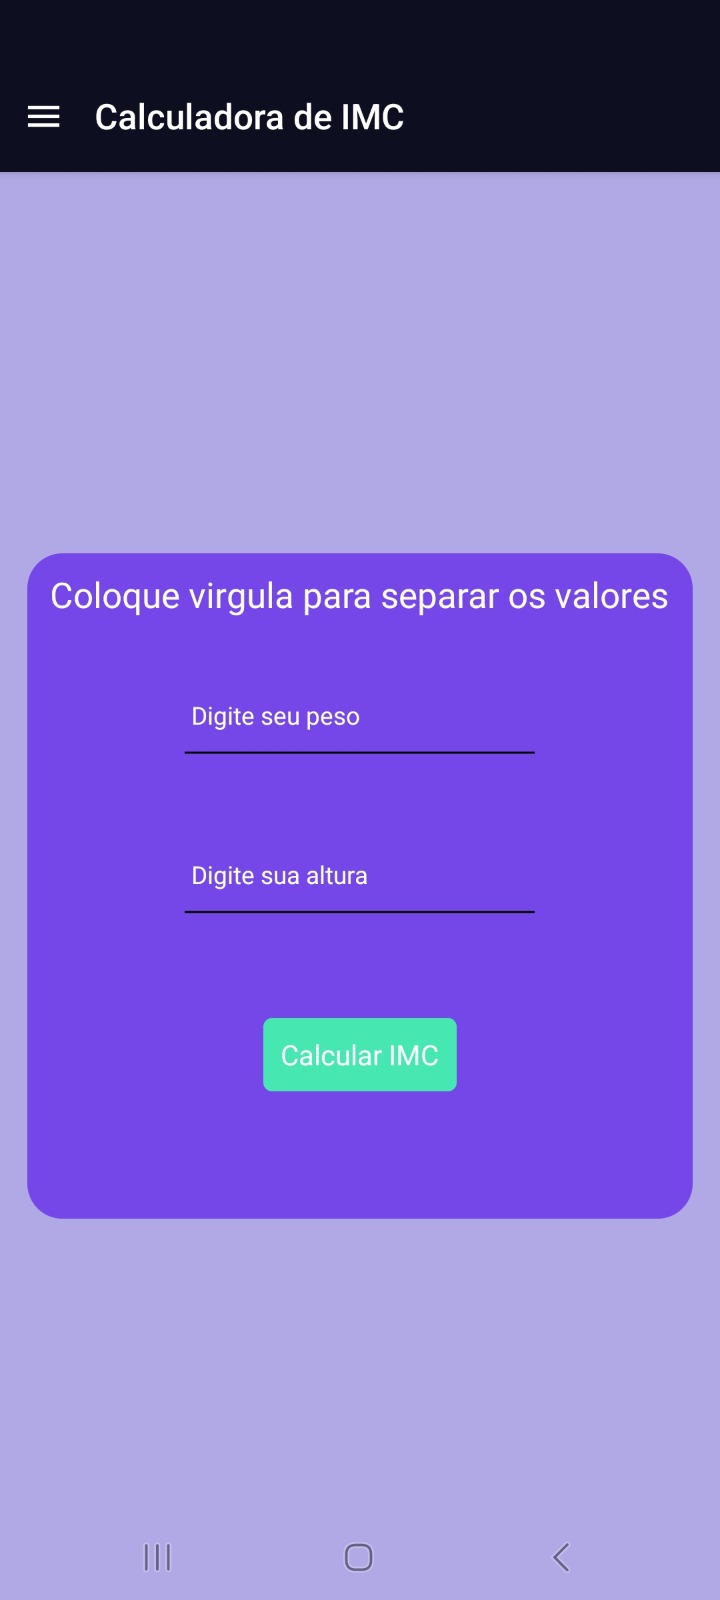 Calculadora de IMC
Coloque virgula para separar os valores
Digite seu peso
Digite sua altura
Calcular IMC